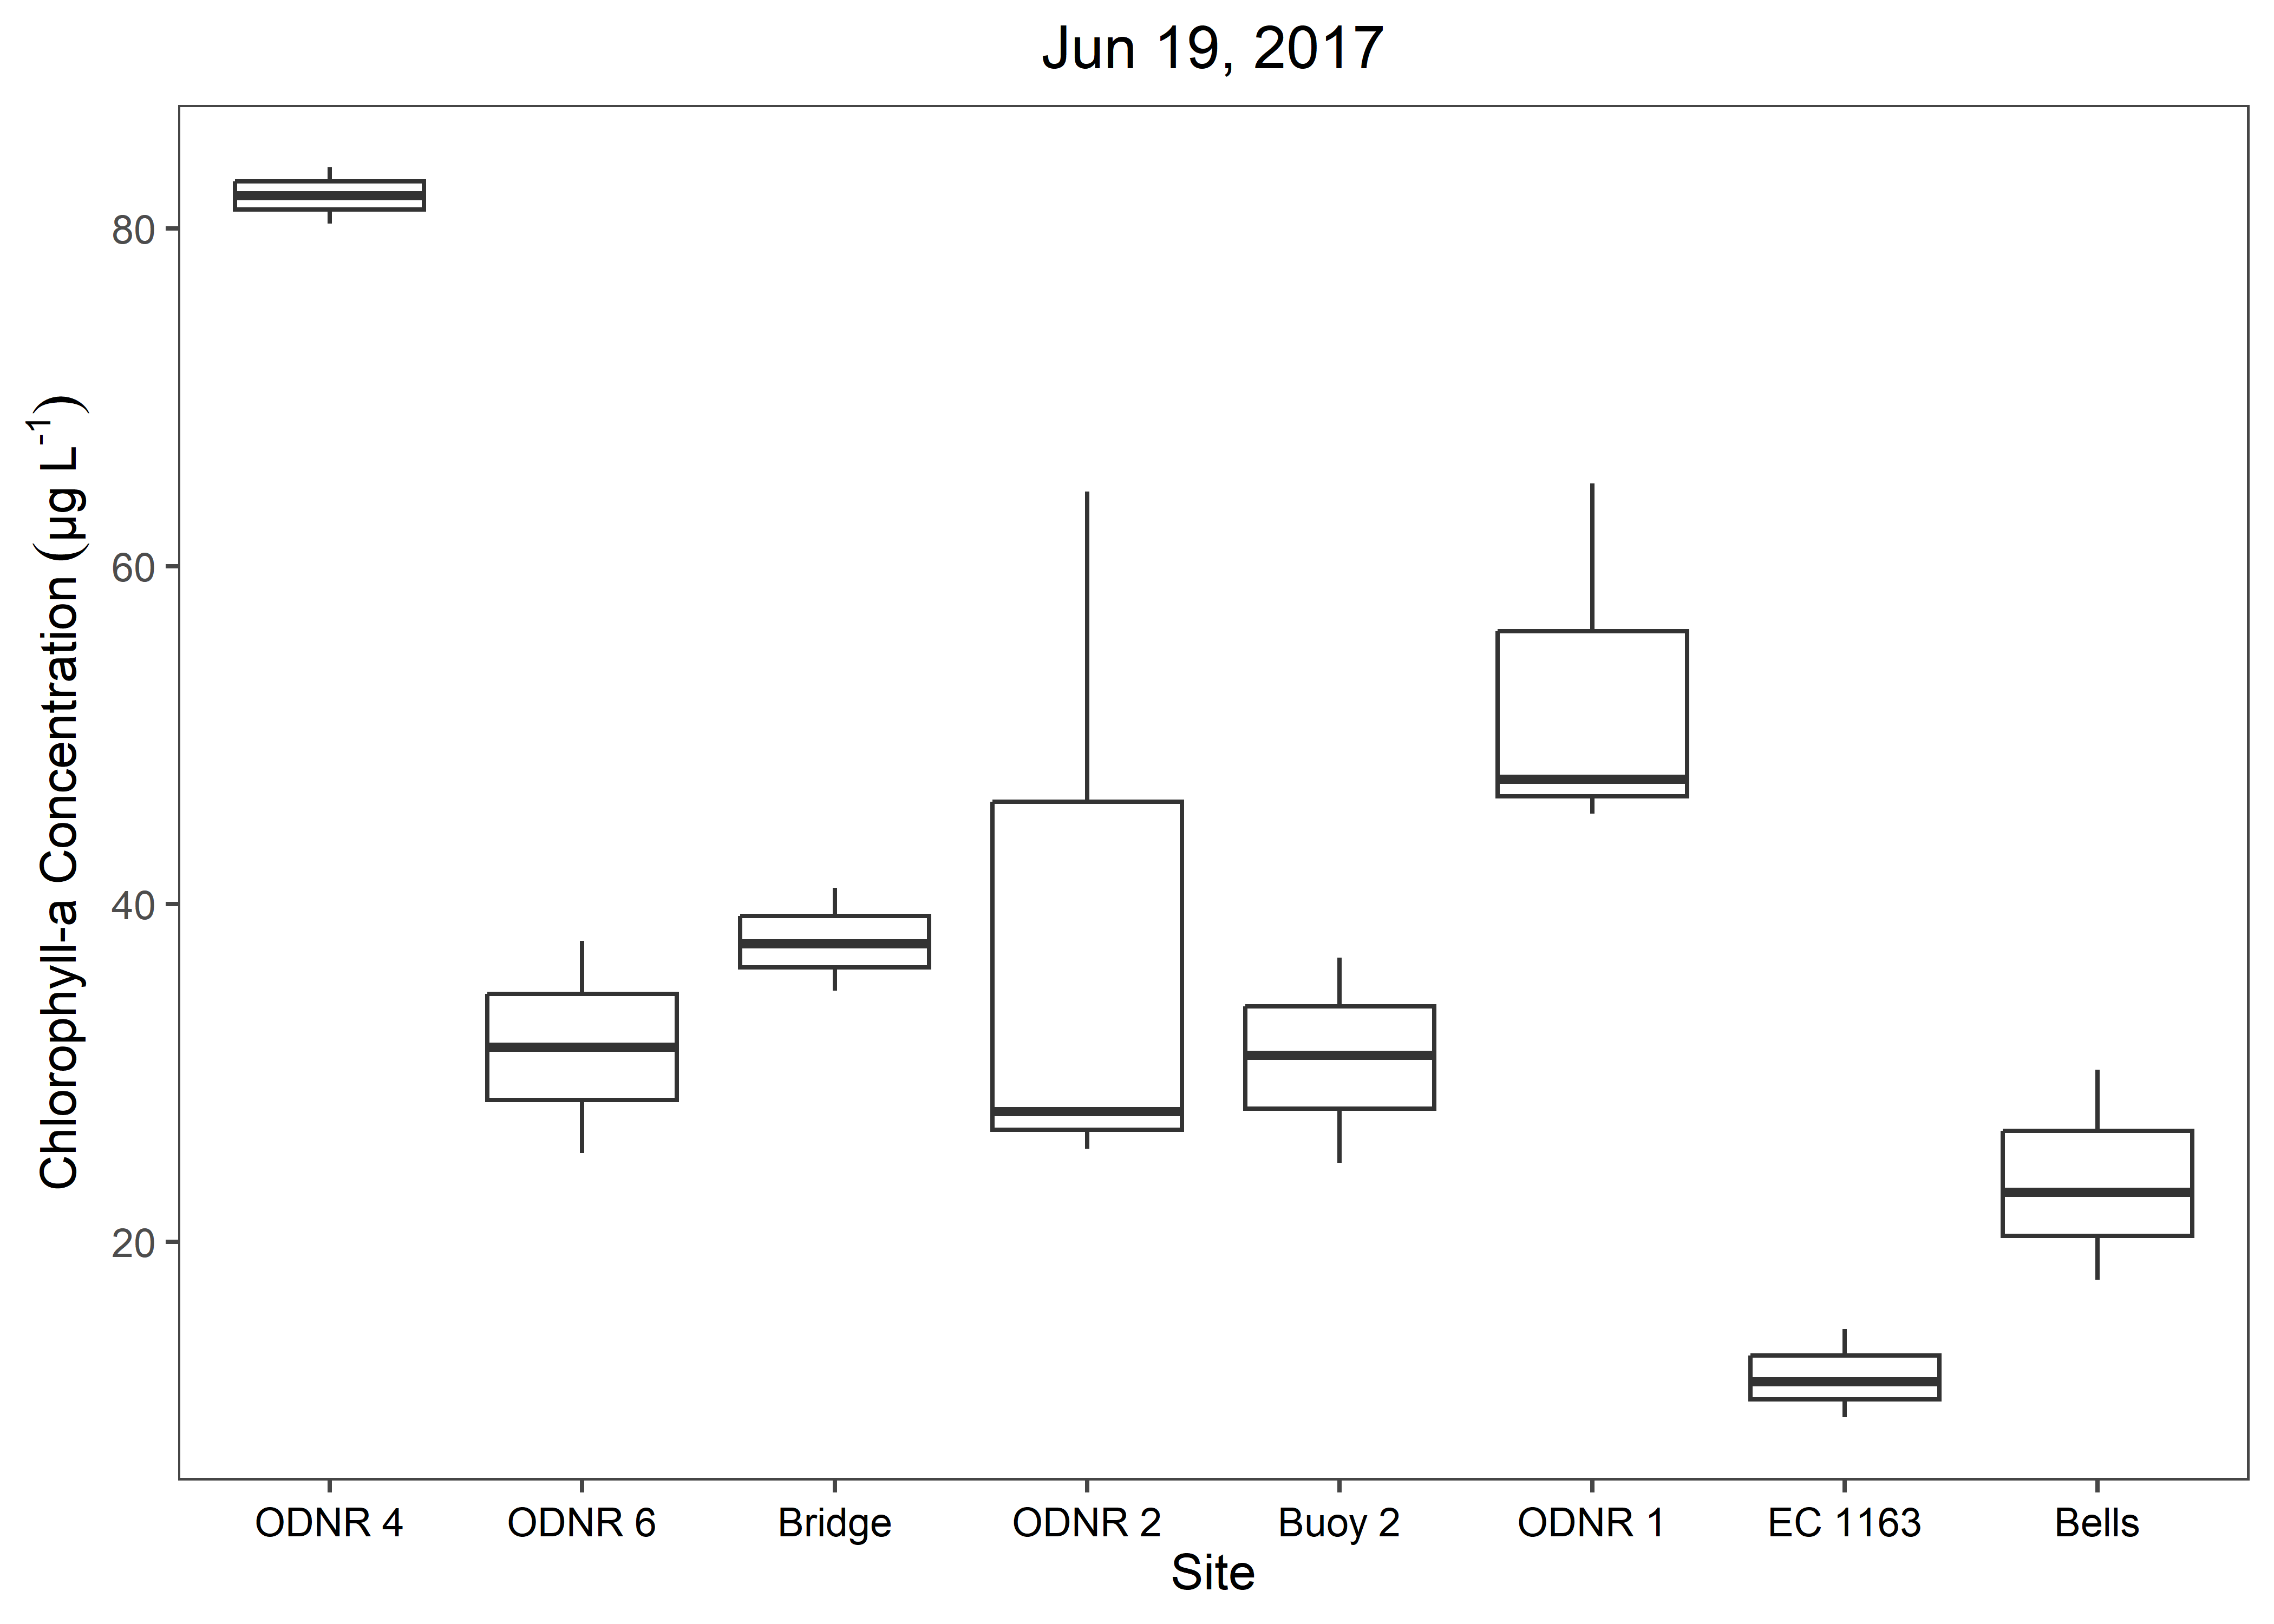 Jun 19, 2017
Chlorophyll-a Concentration (µg L⁻¹)
80
60
40
20
ODNR 4 ODNR 6 Bridge ODNR 2 Buoy 2 ODNR 1 EC 1163 Bells
Site